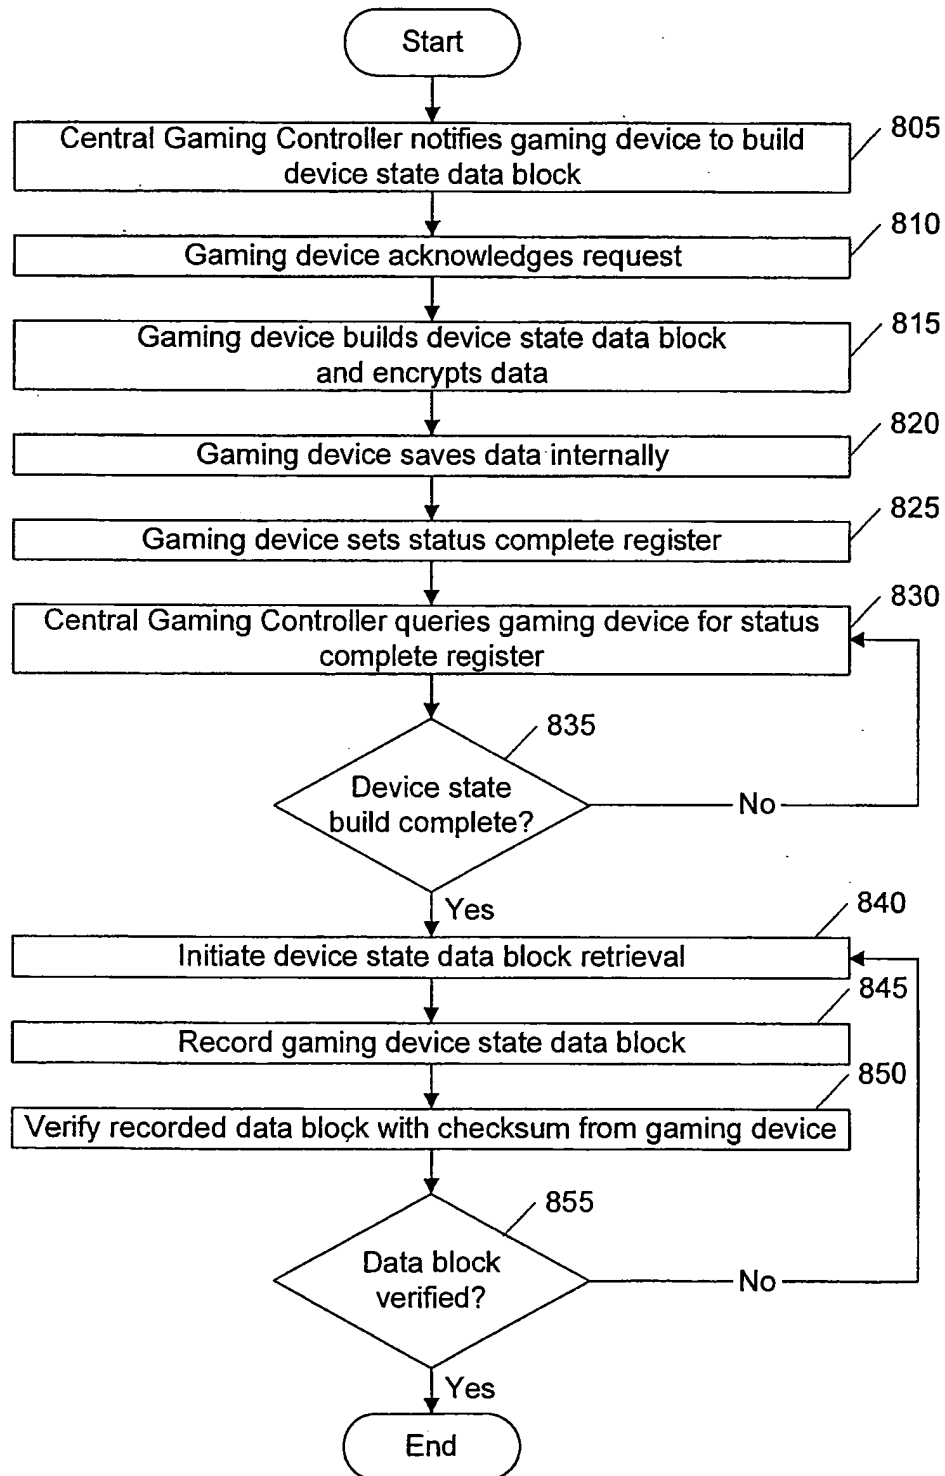 Start
Central Gaming Controller notifies gaming device to build
device state data block
805
Gaming device acknowledges request
810
Gaming device builds device state data block
and encrypts data
815
Gaming device saves data internally
820
Gaming device sets status complete register
825
Central Gaming Controller queries gaming device for status
complete register
830
Device state
build complete?
835
No
Yes
Initiate device state data block retrieval
840
Record gaming device state data block
845
Verify recorded data block with checksum from gaming device
850
Data block
verified?
855
No
Yes
End